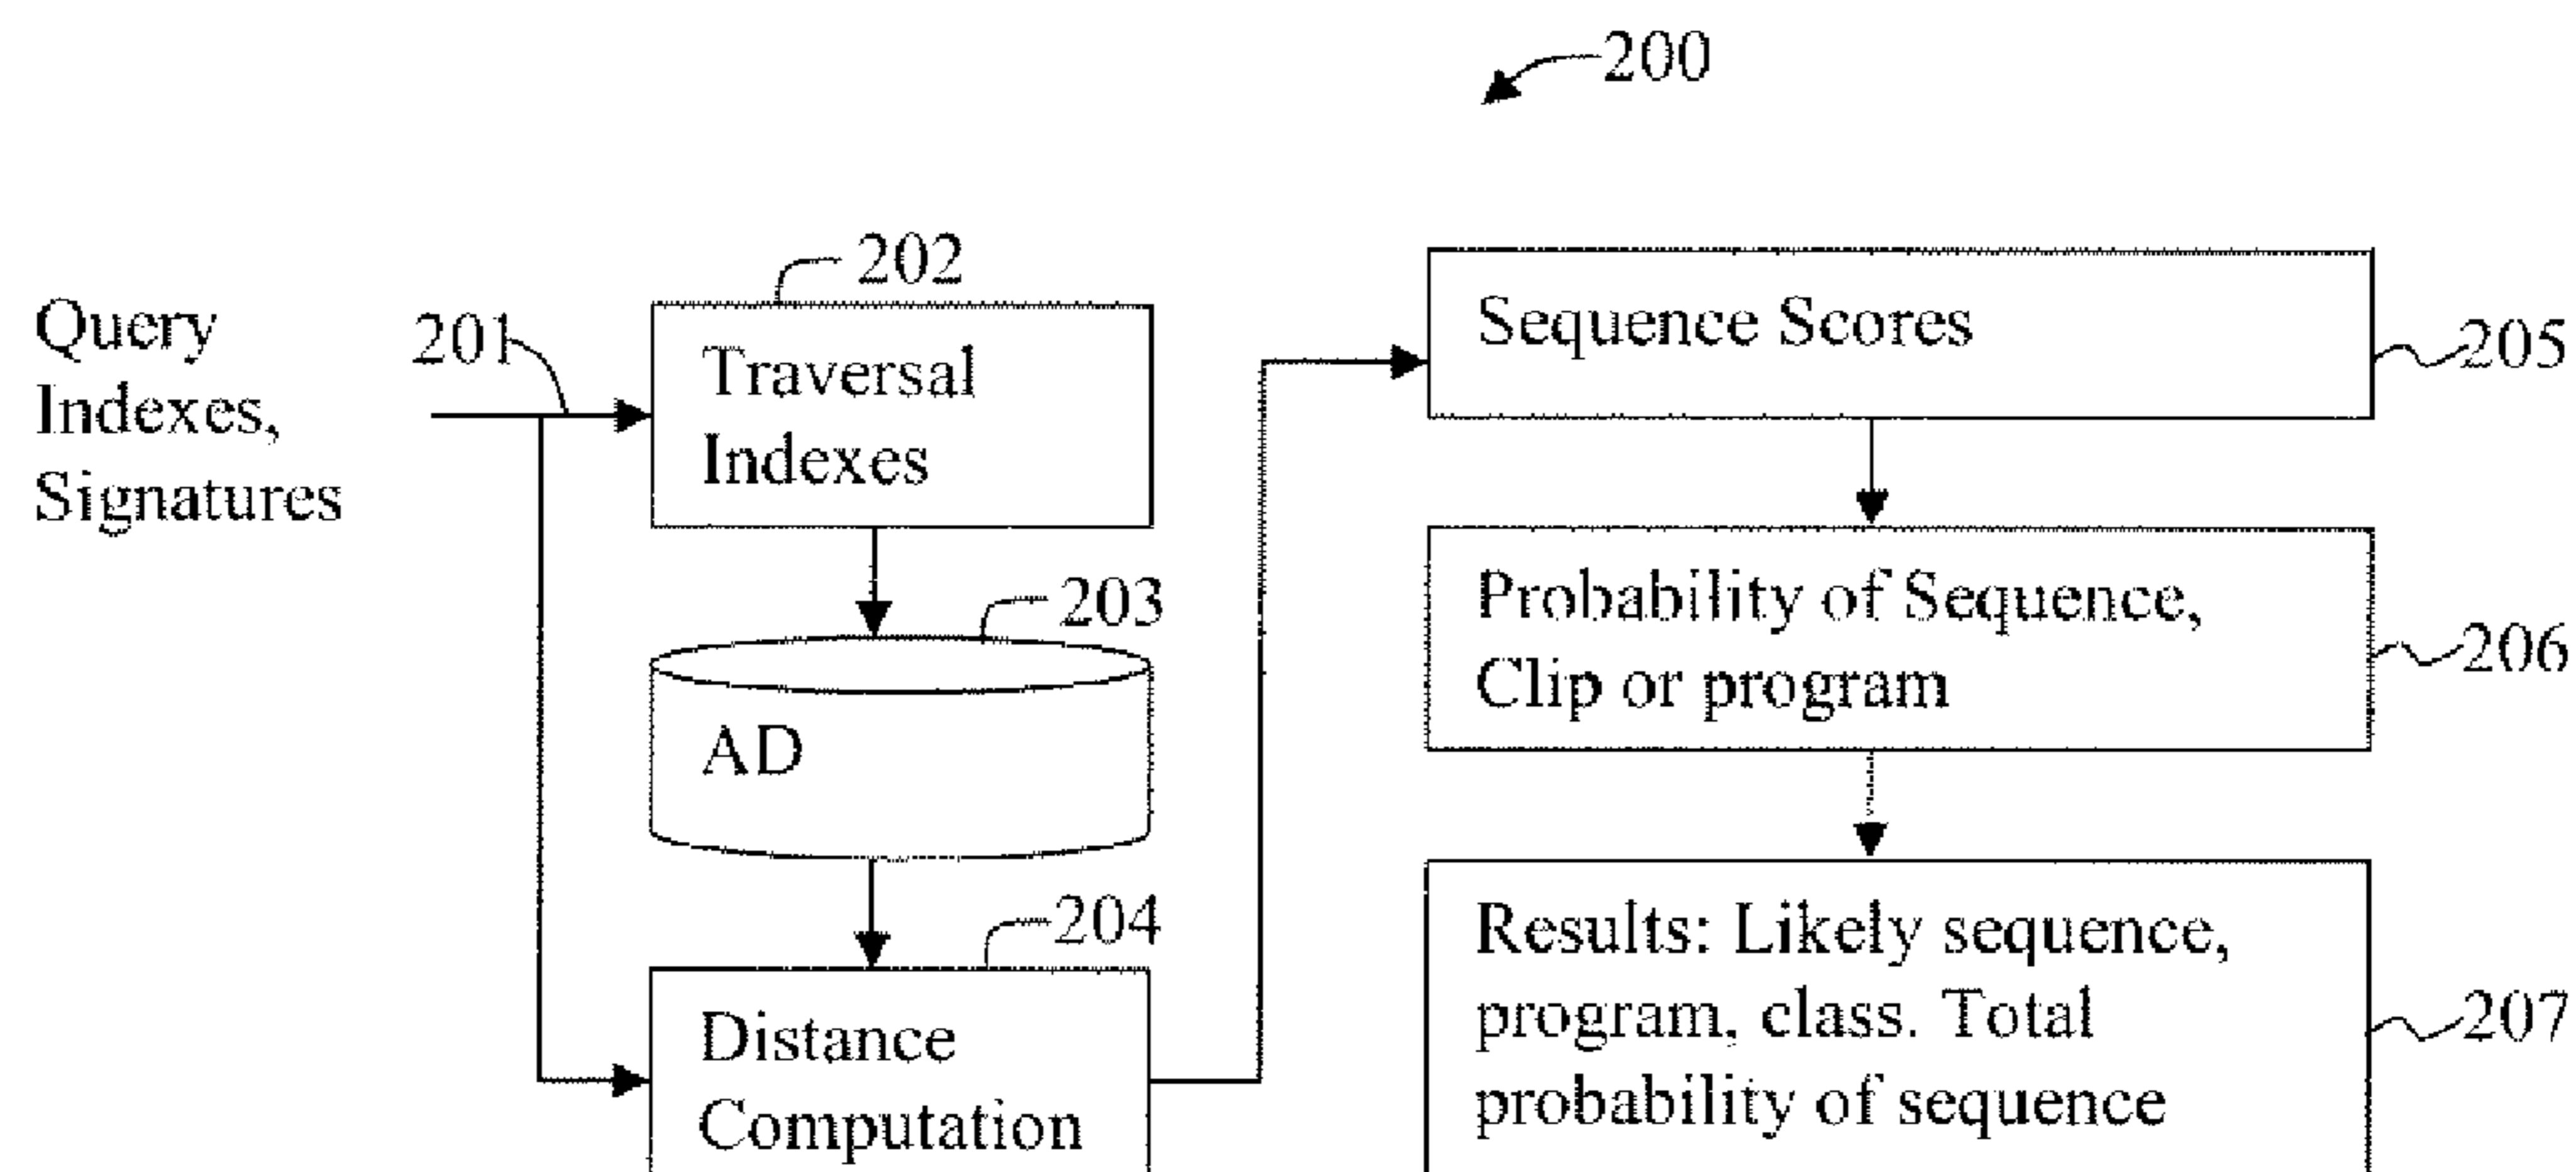 200
Query
Indexes,
Signatures
201
202
Traversal
Indexes
203
AD
204
Distance
Computation
Sequence Scores
205
Probability of Sequence,
Clip or program
206
Results: Likely sequence,
program, class. Total
probability of sequence
207